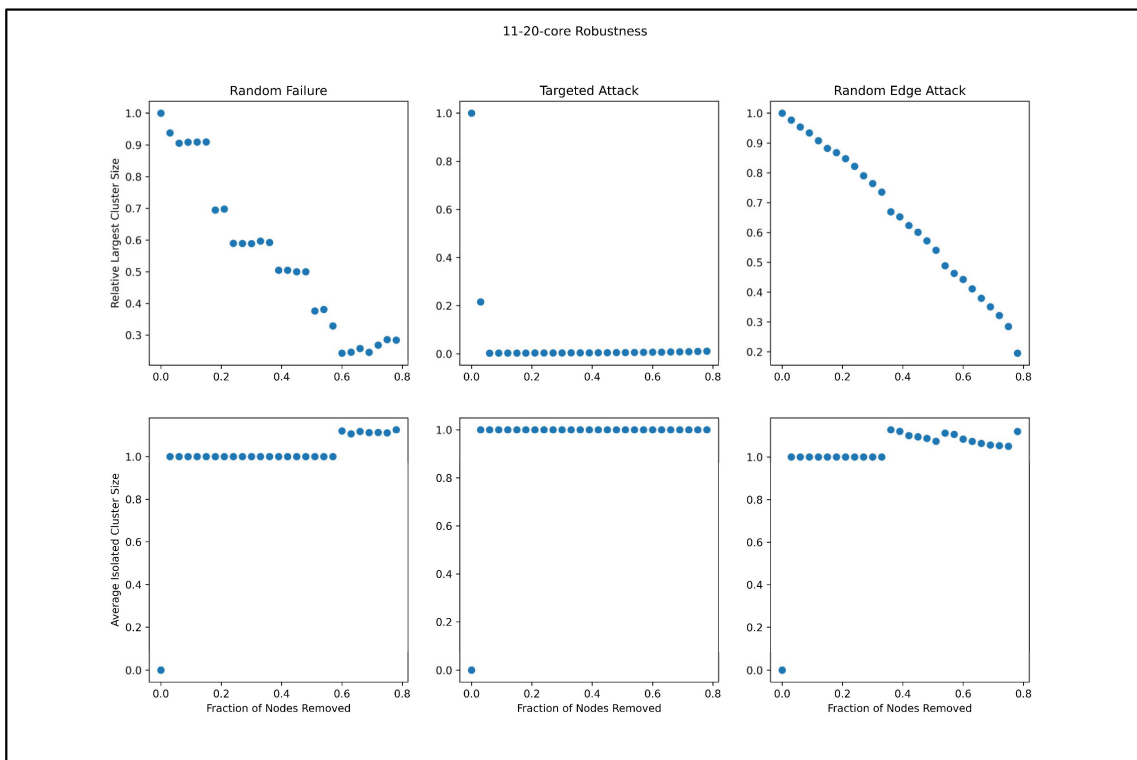 11-20-core Robustness
Random Failure
Targeted Attack
Random Edge Attack
Relative Largest Cluster Size
1.0
0.9
0.8
0.7
0.6
0.5
0.4
0.3
0.0 0.2 0.4 0.6 0.8
1.0
0.8
0.6
0.4
0.2
0.0
0.0 0.2 0.4 0.6 0.8
1.0
0.9
0.8
0.7
0.6
0.5
0.4
0.3
0.2
0.0 0.2 0.4 0.6 0.8
Average Isolated Cluster Size
1.0
0.8
0.6
0.4
0.2
0.0
0.0 0.2 0.4 0.6 0.8
Fraction of Nodes Removed
1.0
0.8
0.6
0.4
0.2
0.0
0.0 0.2 0.4 0.6 0.8
Fraction of Nodes Removed
1.0
0.8
0.6
0.4
0.2
0.0
0.0 0.2 0.4 0.6 0.8
Fraction of Nodes Removed